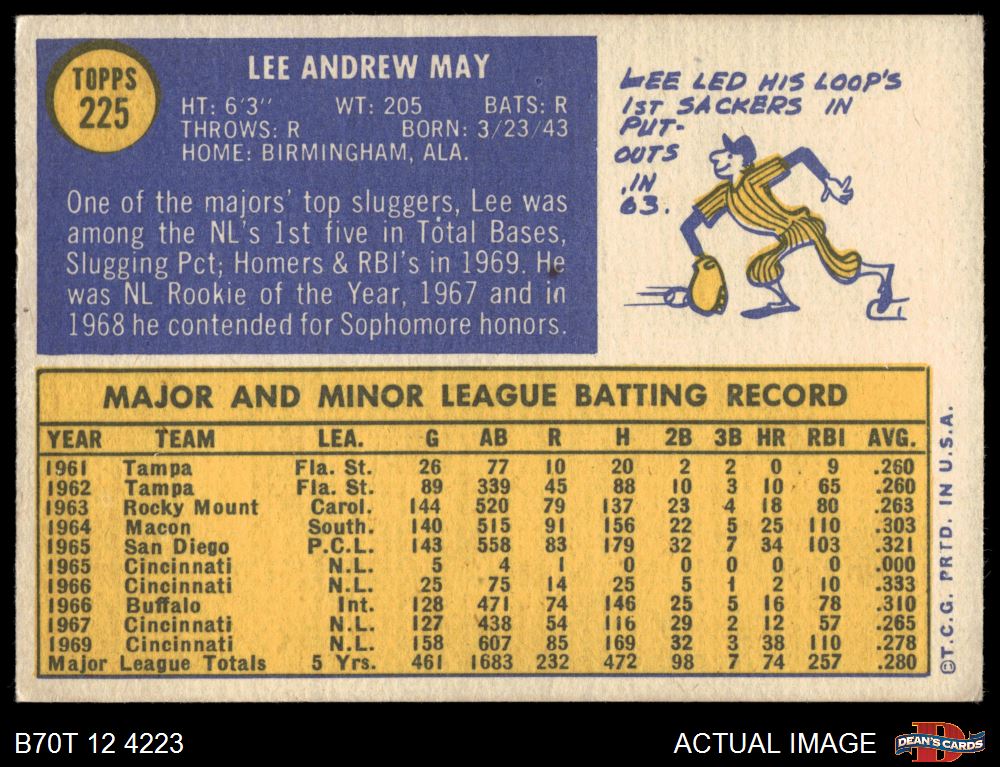 TOPPS
225
LEE ANDREW MAY
HT: 6'3" WT: 205 BATS: R
THROWS: R BORN: 3/23/43
HOME: BIRMINGHAM, ALA.
One of the majors' top sluggers, Lee was
among the NL's 1st five in Total Bases,
Slugging Pct; Homers & RBI's in 1969. He
was NL Rookie of the Year, 1967 and in
1968 he contended for Sophomore honors.
LEE LED HIS LOOP'S
1ST SACKERS IN
PUT-
OUTS
IN
63.
MAJOR AND MINOR LEAGUE BATTING RECORD
YEAR TEAM LEA. G AB R H 2B 3B HR RBI AVG.
1961 Tampa Fla. St. 26 77 10 20 2 2 0 9 .260
1962 Tampa Fla. St. 89 339 45 88 10 3 10 65 .260
1963 Rocky Mount Carol. 144 520 79 137 23 4 18 80 .263
1964 Macon South. 140 515 91 156 22 5 25 110 .303
1965 San Diego P.C.L. 143 558 83 179 32 7 34 103 .321
1965 Cincinnati N.L. 5 4 1 0 0 0 0 0 .000
1966 Cincinnati N.L. 25 75 14 25 5 1 2 10 .333
1966 Buffalo Int. 128 471 74 146 25 5 16 78 .310
1967 Cincinnati N.L. 127 438 54 116 29 2 12 57 .265
1969 Cincinnati N.L. 158 607 85 169 32 3 38 110 .278
Major League Totals 5 Yrs. 461 1683 232 472 98 7 74 257 .280
©T.C.G. PRTD. IN U.S.A.
B70T 12 4223
ACTUAL IMAGE
DEAN'S CARDS